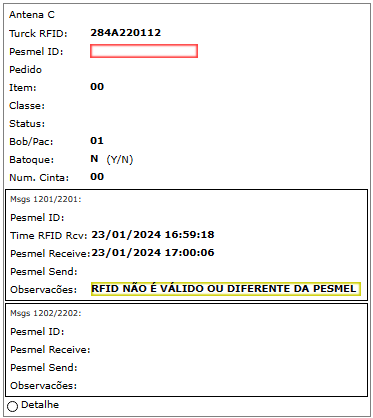 Antena C
Turck RFID: 284A220112
Pesmel ID:
Pedido
Item: 00
Classe:
Status:
Bob/Pac: 01
Batoque: N (Y/N)
Num. Cinta: 00
Msgs 1201/2201:
Pesmel ID:
Time RFID Rcv: 23/01/2024 16:59:18
Pesmel Receive: 23/01/2024 17:00:06
Pesmel Send:
Observacões: RFID NÃO É VÁLIDO OU DIFERENTE DA PESMEL
Msgs 1202/2202:
Pesmel ID:
Pesmel Receive:
Pesmel Send:
Observacões:
Detalhe